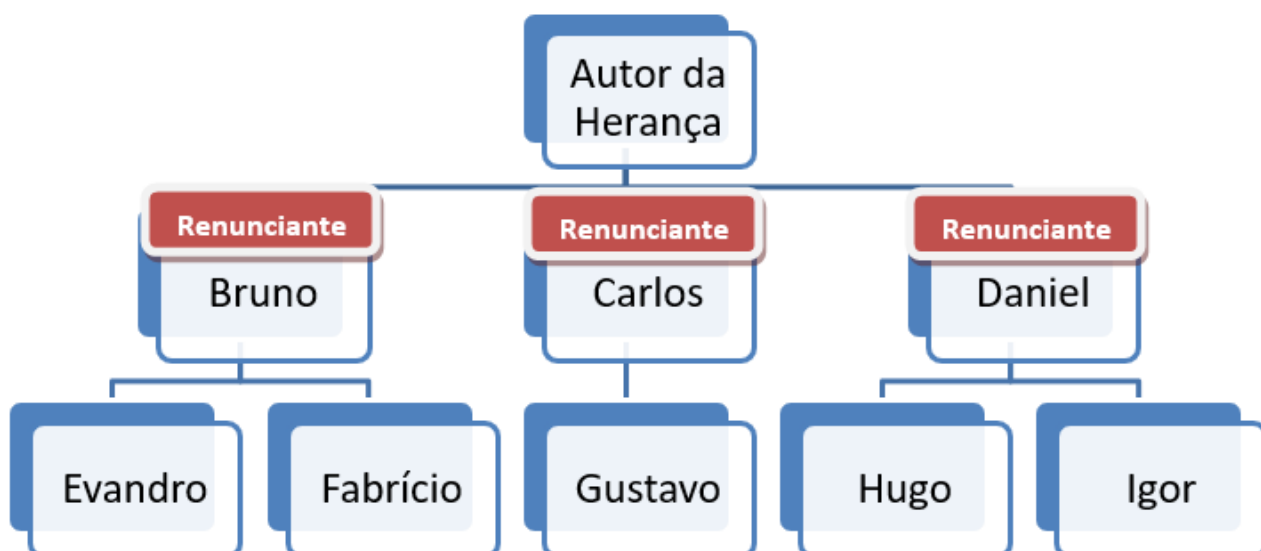 Autor da
Herança
Renunciante
Renunciante
Renunciante
Bruno
Carlos
Daniel
Evandro
Fabrício
Gustavo
Hugo
Igor